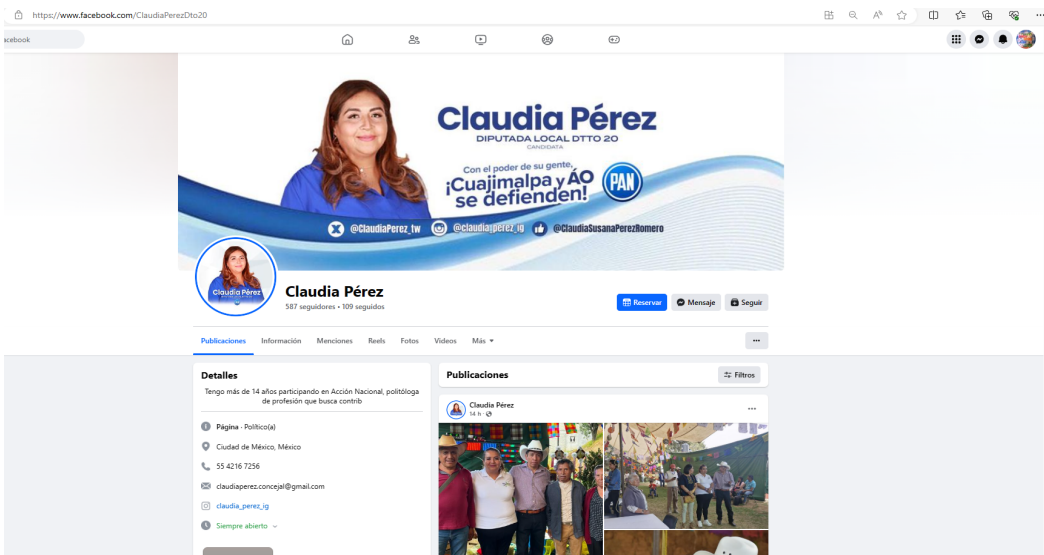 https://www.facebook.com/ClaudiaPerezDto20
acebook
Claudia Pérez
DIPUTADA LOCAL DTTO 20
CANDIDATA
Con el poder de su gente,
¡Cuajimalpa y ÁO
se defienden!
PAN
@ClaudiaPerez_tw
@claudia_perez_ig
@ClaudiaSusanaPerezRomero
Claudia Pérez
Claudia Pérez
587 seguidores • 109 seguidos
Reservar
Mensaje
Seguir
Publicaciones
Información
Menciones
Reels
Fotos
Videos
Más
Detalles
Tengo más de 14 años participando en Acción Nacional, politóloga
de profesión que busca contrib
Página · Político(a)
Ciudad de México, México
55 4216 7256
claudiaperez.concejal@gmail.com
claudia_perez_ig
Siempre abierto
Publicaciones
Filtros
Claudia Pérez
14 h ·